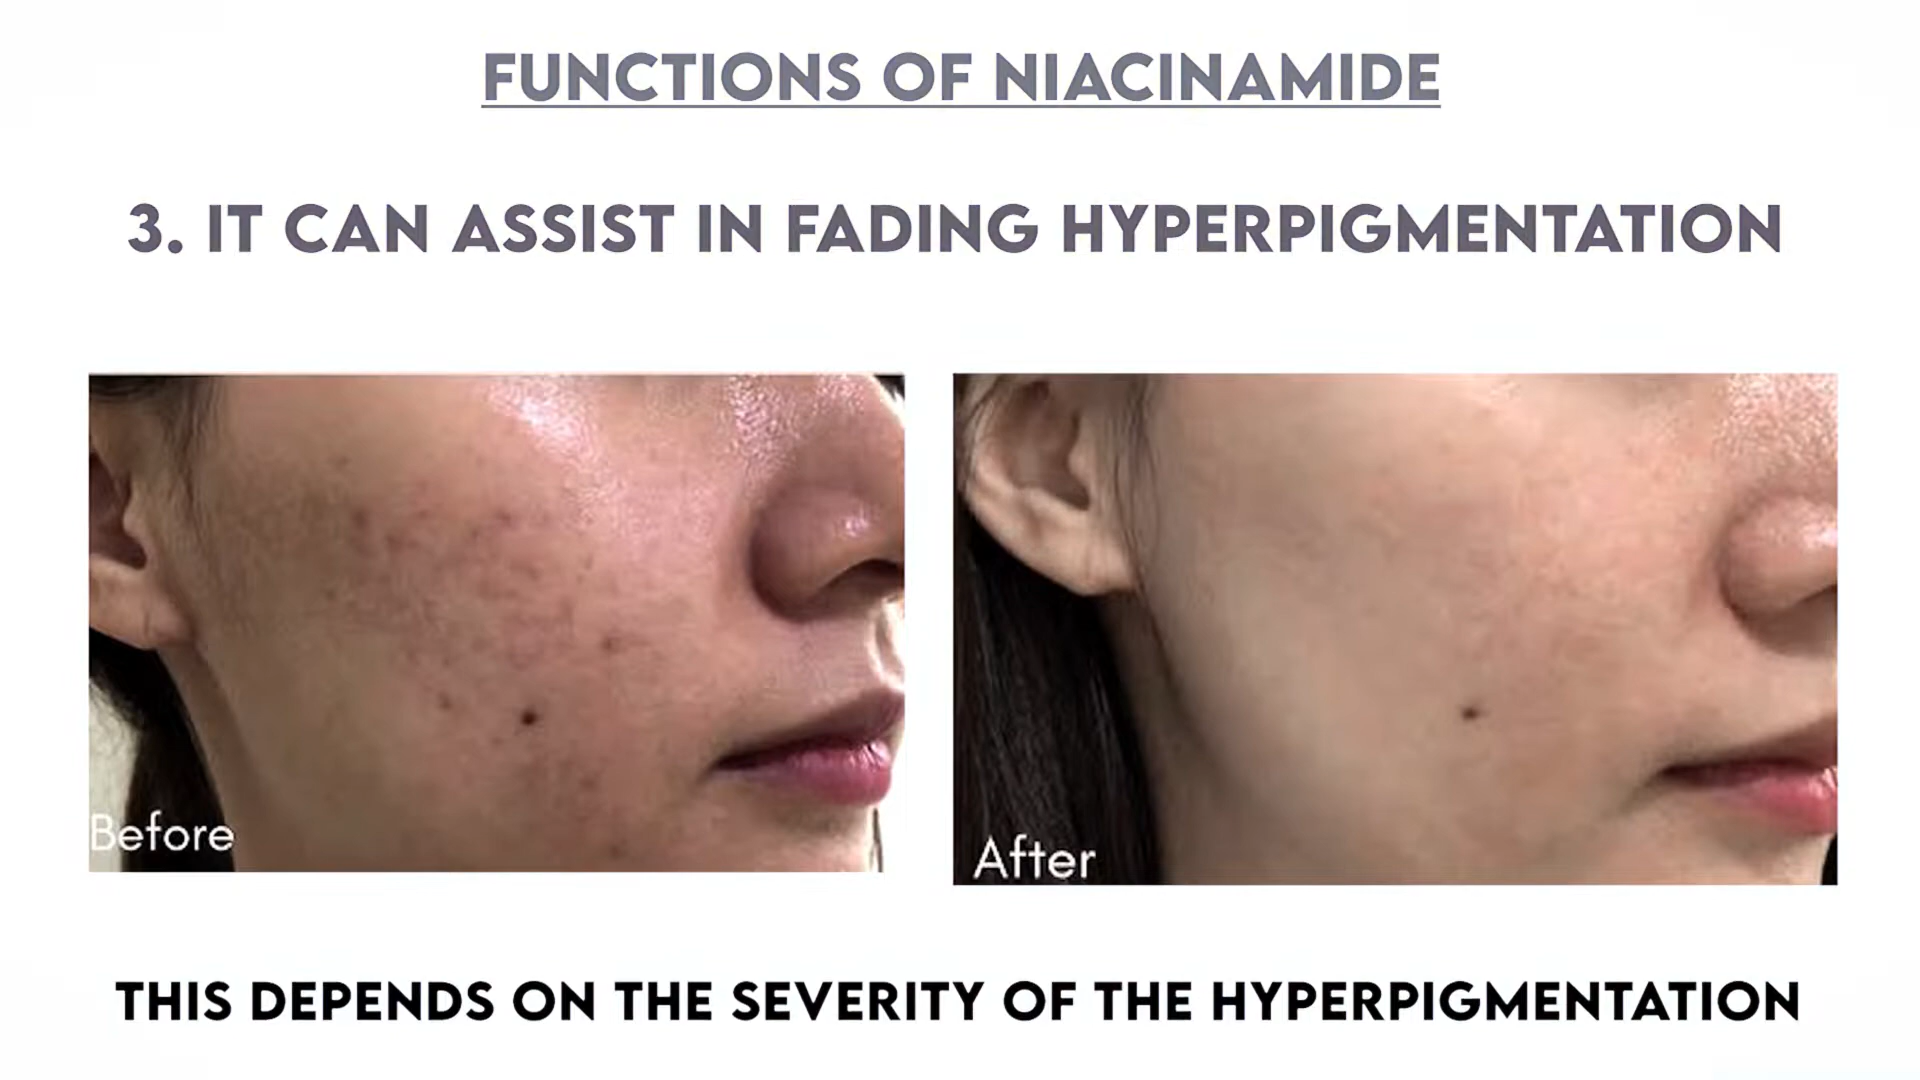 FUNCTIONS OF NIACINAMIDE
3. IT CAN ASSIST IN FADING HYPERPIGMENTATION
Before
After
THIS DEPENDS ON THE SEVERITY OF THE HYPERPIGMENTATION